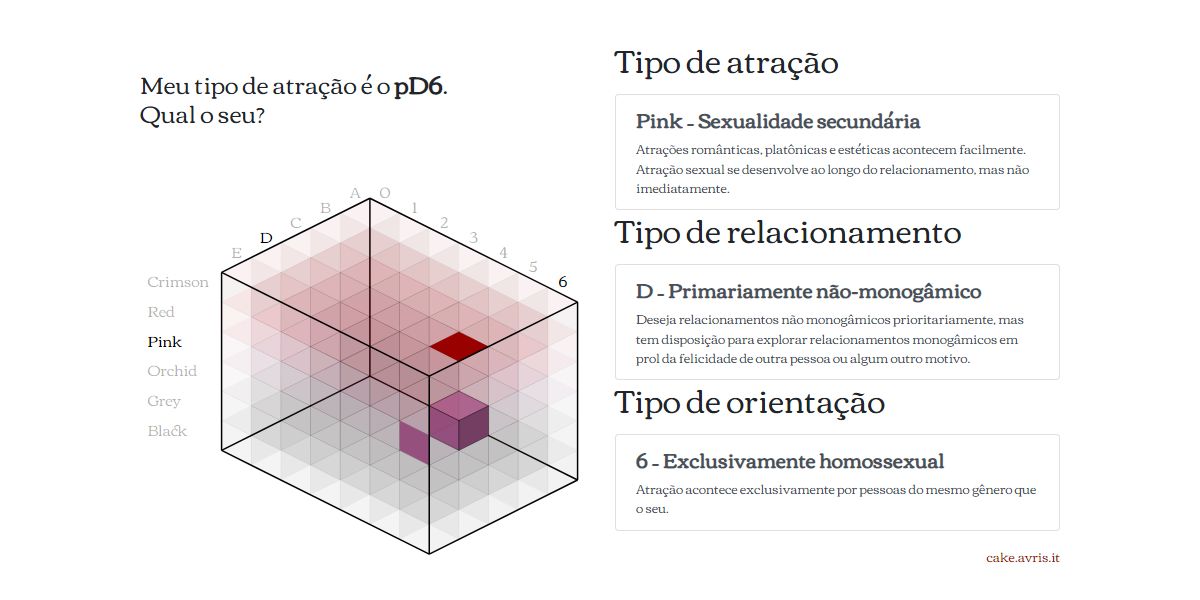 Meu tipo de atração é o pD6.
Qual o seu?
A O
B 1
C 2
D 3
E 4
5
6
Crimson
Red
Pink
Orchid
Grey
Black
Tipo de atração
Pink - Sexualidade secundária
Atrações românticas, platônicas e estéticas acontecem facilmente.
Atração sexual se desenvolve ao longo do relacionamento, mas não
imediatamente.
Tipo de relacionamento
D - Primariamente não-monogâmico
Deseja relacionamentos não monogâmicos prioritariamente, mas
tem disposição para explorar relacionamentos monogâmicos em
prol da felicidade de outra pessoa ou algum outro motivo.
Tipo de orientação
6 - Exclusivamente homossexual
Atração acontece exclusivamente por pessoas do mesmo gênero que
o seu.
cake.avris.it